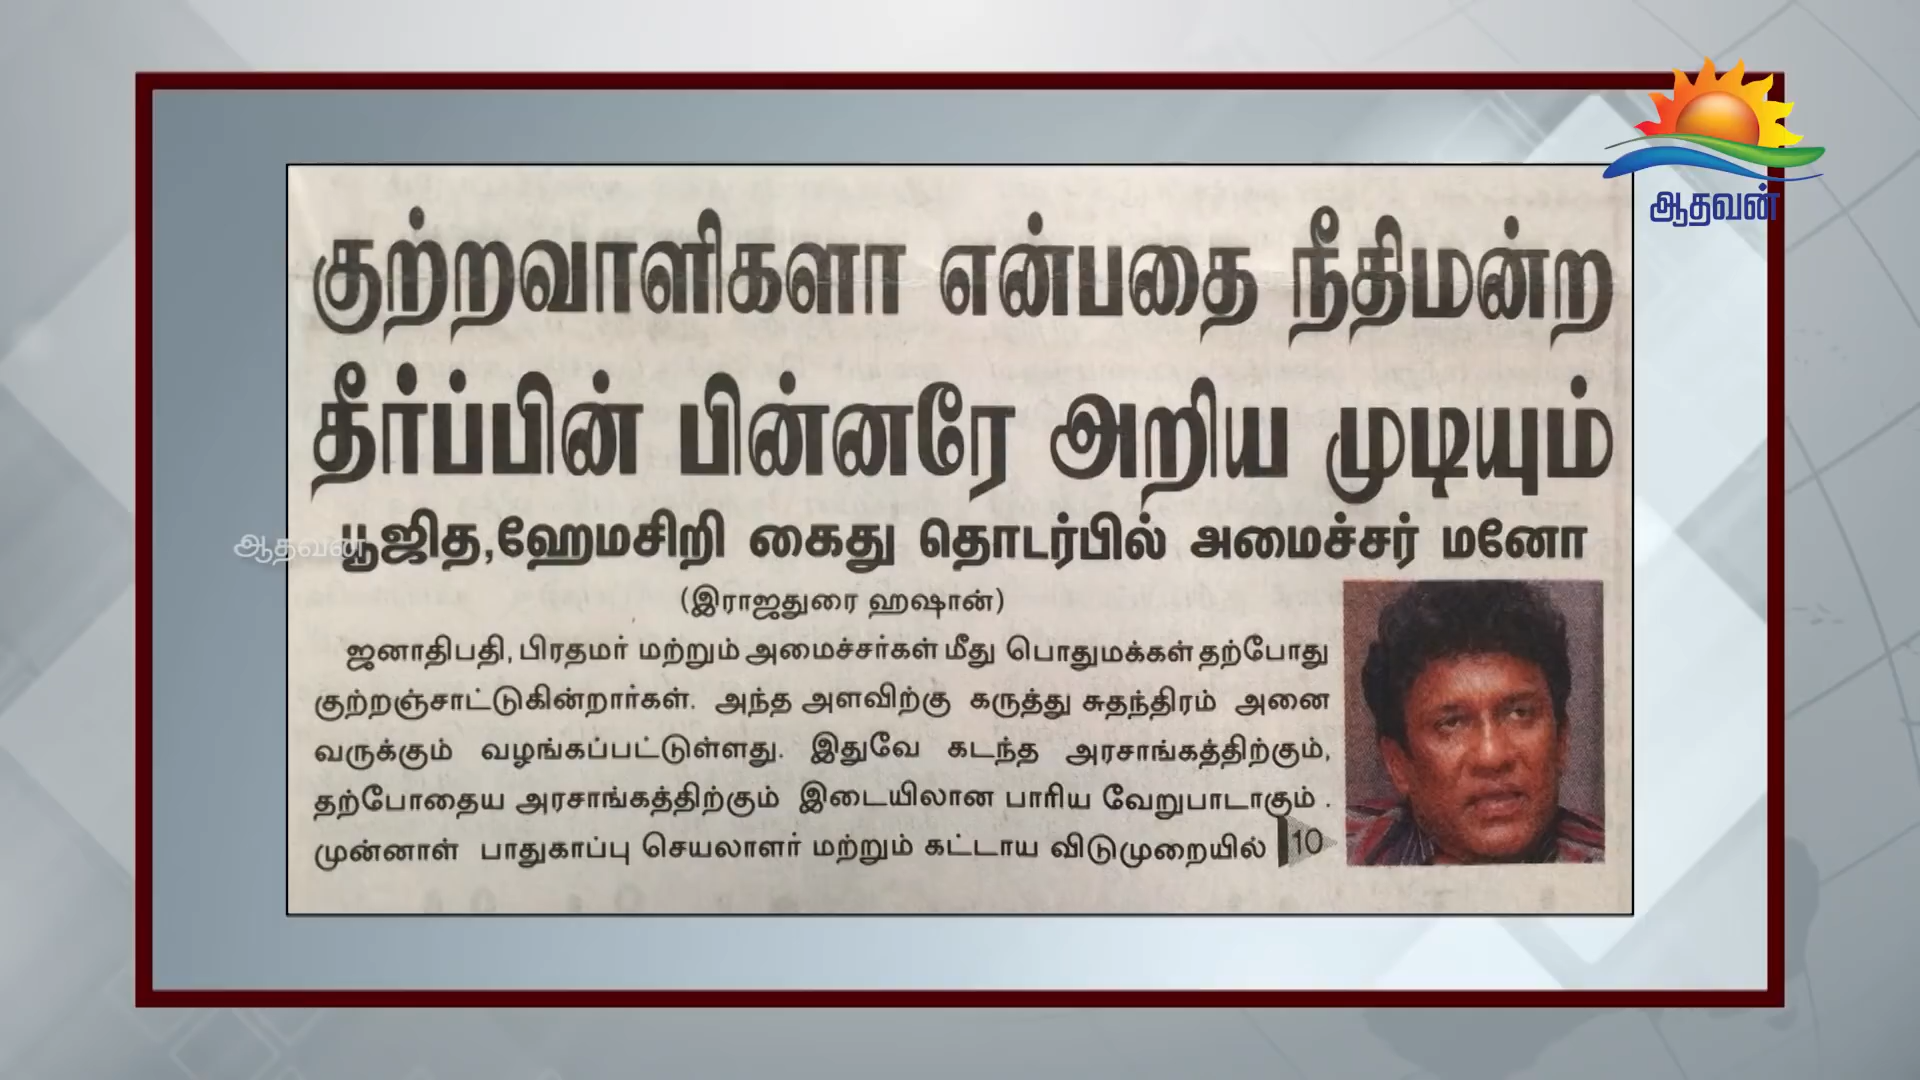 ஆதவன்
குற்றவாளிகளா என்பதை நீதிமன்ற
தீர்ப்பின் பின்னரே அறிய முடியும்
பூஜித,ஹேமசிறி கைது தொடர்பில் அமைச்சர் மனோ
ஆதவன்
(இராஜதுரை ஹஷான்)
ஜனாதிபதி, பிரதமர் மற்றும் அமைச்சர்கள் மீது பொதுமக்கள் தற்போது
குற்றஞ்சாட்டுகின்றார்கள். அந்த அளவிற்கு கருத்து சுதந்திரம் அனை
வருக்கும் வழங்கப்பட்டுள்ளது. இதுவே கடந்த அரசாங்கத்திற்கும்,
தற்போதைய அரசாங்கத்திற்கும் இடையிலான பாரிய வேறுபாடாகும் .
முன்னாள் பாதுகாப்பு செயலாளர் மற்றும் கட்டாய விடுமுறையில் 10